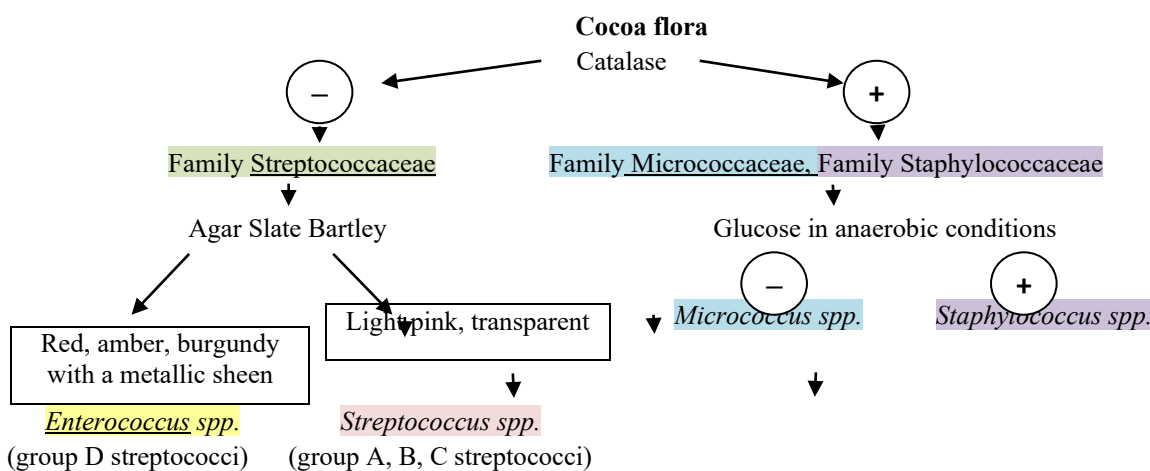 Cocoa flora
Catalase
–
+
Family Streptococcaceae
Family Micrococcaceae, Family Staphylococcaceae
Agar Slate Bartley
Glucose in anaerobic conditions
–
+
Light pink, transparent
Micrococcus spp.
Staphylococcus spp.
Red, amber, burgundy
with a metallic sheen
Enterococcus spp.
Streptococcus spp.
(group D streptococci)
(group A, B, C streptococci)